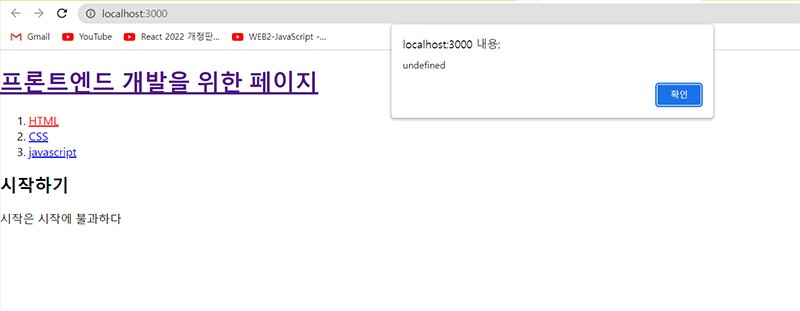 localhost:3000
Gmail
YouTube
React 2022 개정판...
WEB2-JavaScript -...
localhost:3000 내용:
undefined
확인
프론트엔드 개발을 위한 페이지
1. HTML
2. CSS
3. javascript
시작하기
시작은 시작에 불과하다